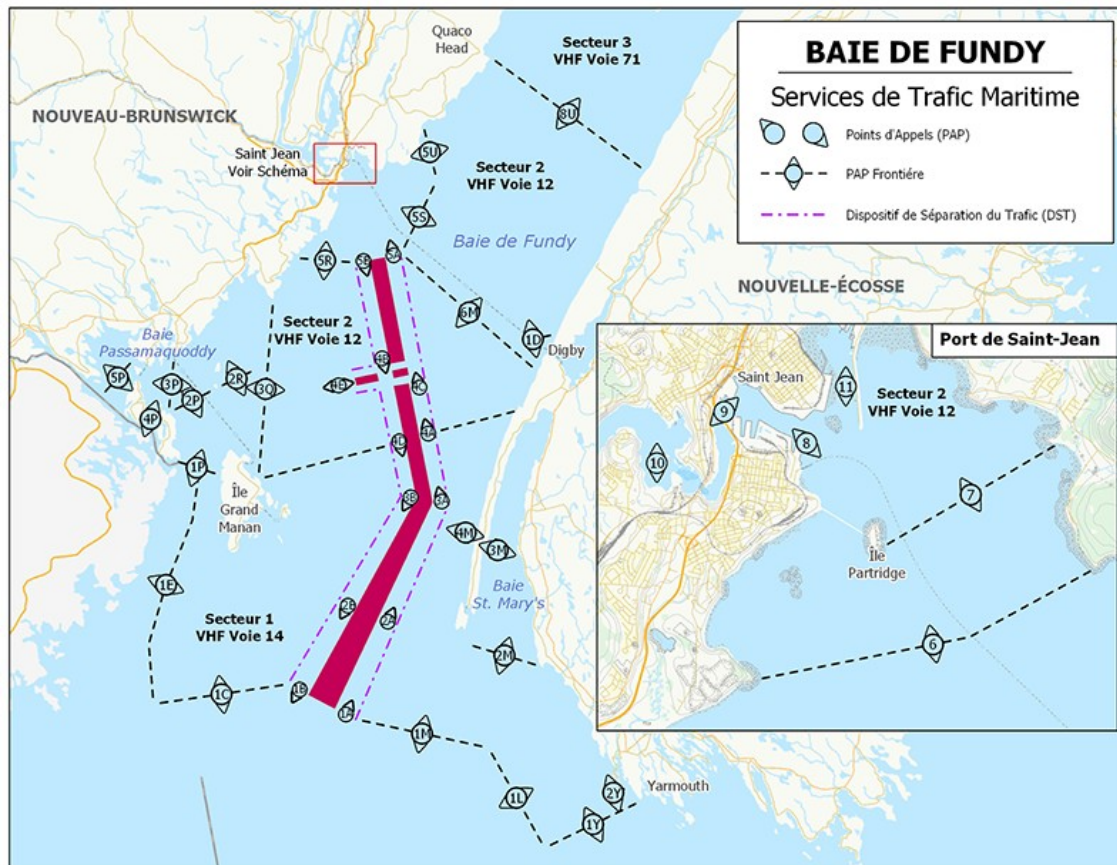 BAIE DE FUNDY
Services de Trafic Maritime
Points d'Appels (PAP)
PAP Frontiére
Dispositif de Séparation du Trafic (DST)
Quaco
Head
Secteur 3
VHF Voie 71
8U
NOUVEAU-BRUNSWICK
Saint Jean
Voir Schéma
5U
Secteur 2
VHF Voie 12
5S
Baie de Fundy
5R
5B
5A
NOUVELLE-ÉCOSSE
6M
1D
Digby
Secteur 2
VHF Voie 12
Baie
Passamaquoddy
5P
3P
2P
2R
3Q
4P
4B
4C
4A
4D
1P
Île
Grand
Manan
3B
3A
4M
3M
Baie
St. Mary's
1E
2B
2A
Secteur 1
VHF Voie 14
2M
1C
1B
1A
1M
1L
2Y
1Y
Yarmouth
Port de Saint-Jean
Saint Jean
11
Secteur 2
VHF Voie 12
9
8
10
7
Île
Partridge
6